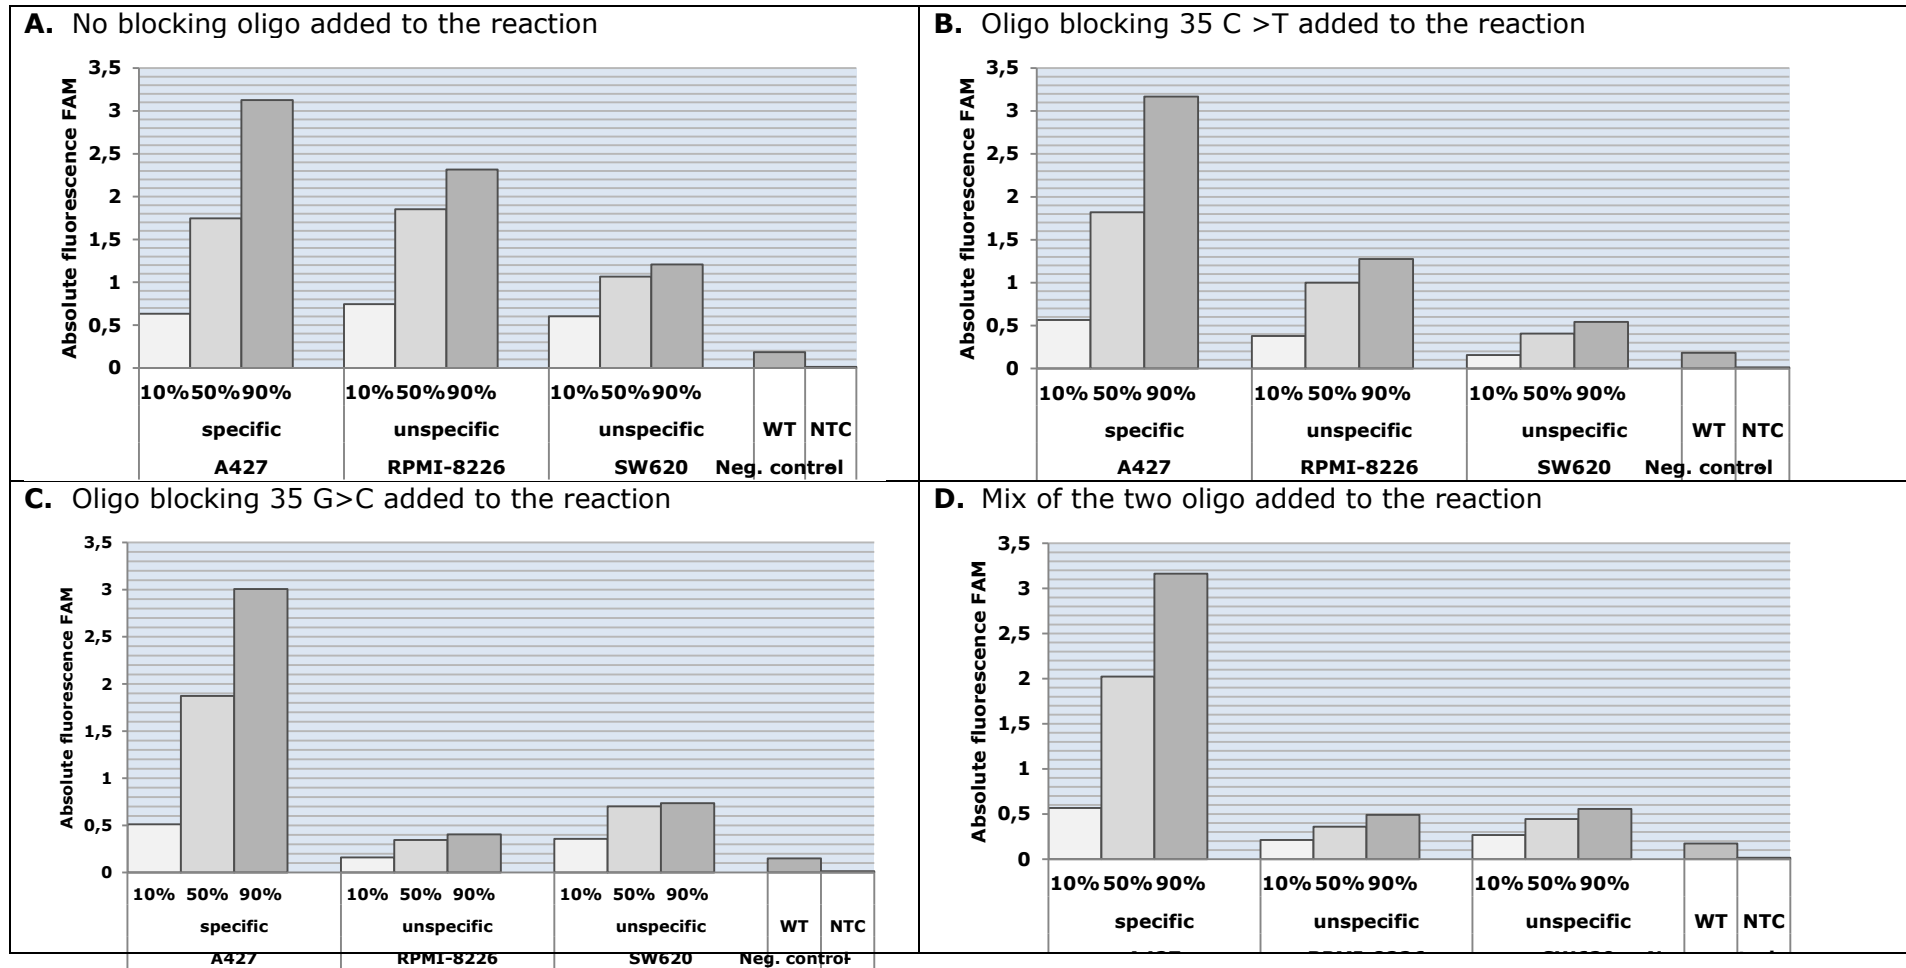 A. No blocking oligo added to the reaction
Absolute fluorescence FAM
3,5
3
2,5
2
1,5
1
0,5
0
10% 50% 90% 10% 50% 90% 10% 50% 90%
specific unspecific unspecific WT NTC
A427 RPMI-8226 SW620 Neg. control
B. Oligo blocking 35 C >T added to the reaction
Absolute fluorescence FAM
3,5
3
2,5
2
1,5
1
0,5
0
10% 50% 90% 10% 50% 90% 10% 50% 90%
specific unspecific unspecific WT NTC
A427 RPMI-8226 SW620 Neg. control
C. Oligo blocking 35 G>C added to the reaction
Absolute fluorescence FAM
3,5
3
2,5
2
1,5
1
0,5
0
10% 50% 90% 10% 50% 90% 10% 50% 90%
specific unspecific unspecific WT NTC
A427 RPMI-8226 SW620 Neg. control
D. Mix of the two oligo added to the reaction
Absolute fluorescence FAM
3,5
3
2,5
2
1,5
1
0,5
0
10% 50% 90% 10% 50% 90% 10% 50% 90%
specific unspecific unspecific WT NTC